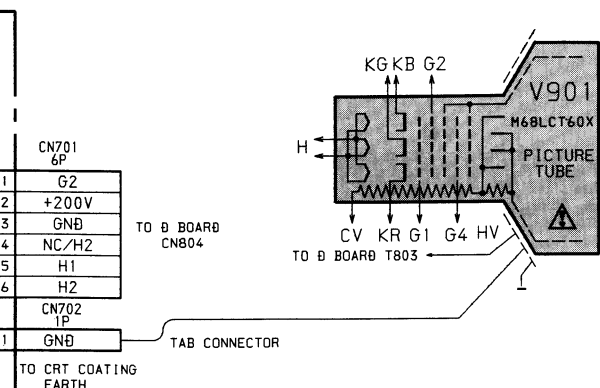 KG KB G2
V901
M68LCT60X
PICTURE
TUBE
H
CV KR G1 G4 HV
TO D BOARD T803
CN701
6P
1 G2
2 +200V
3 GND
4 NC/H2
5 H1
6 H2
TO D BOARD
CN804
CN702
1P
1 GND
TAB CONNECTOR
TO CRT COATING
EARTH